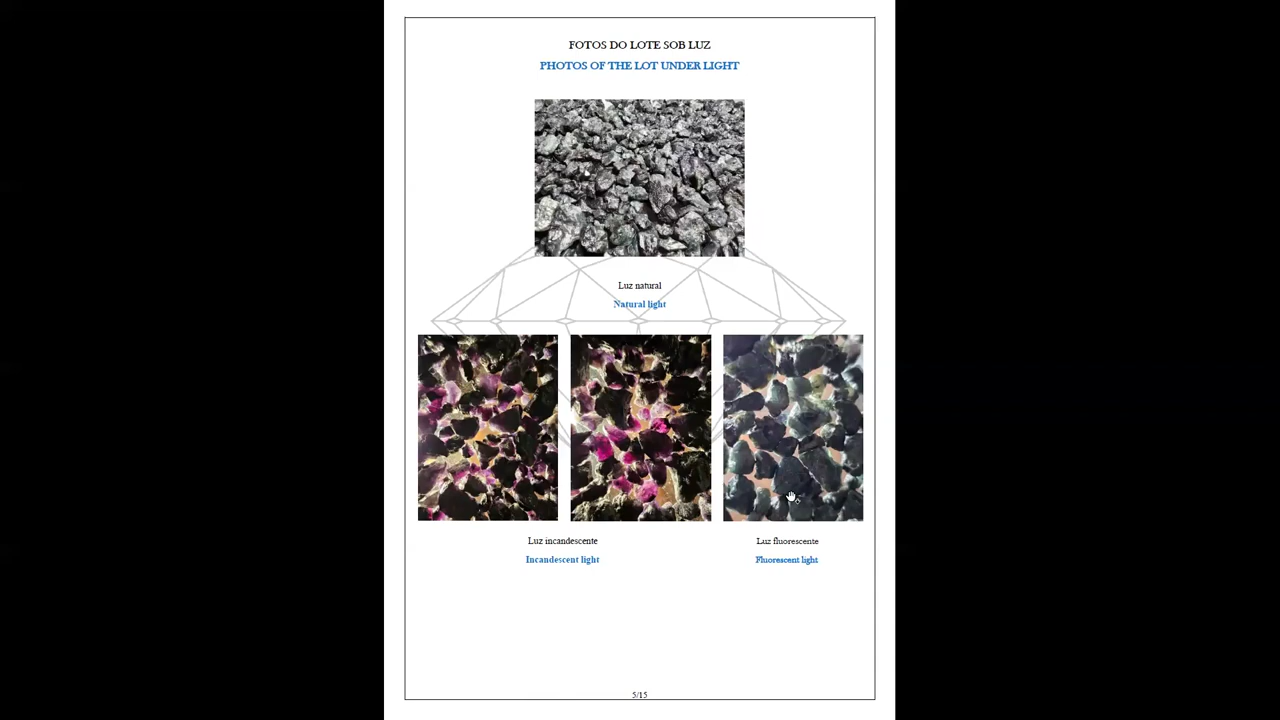 FOTOS DO LOTE SOB LUZ
PHOTOS OF THE LOT UNDER LIGHT
Luz natural
Natural light
Luz incandescente
Incandescent light
Luz fluorescente
Fluorescent light
5/15